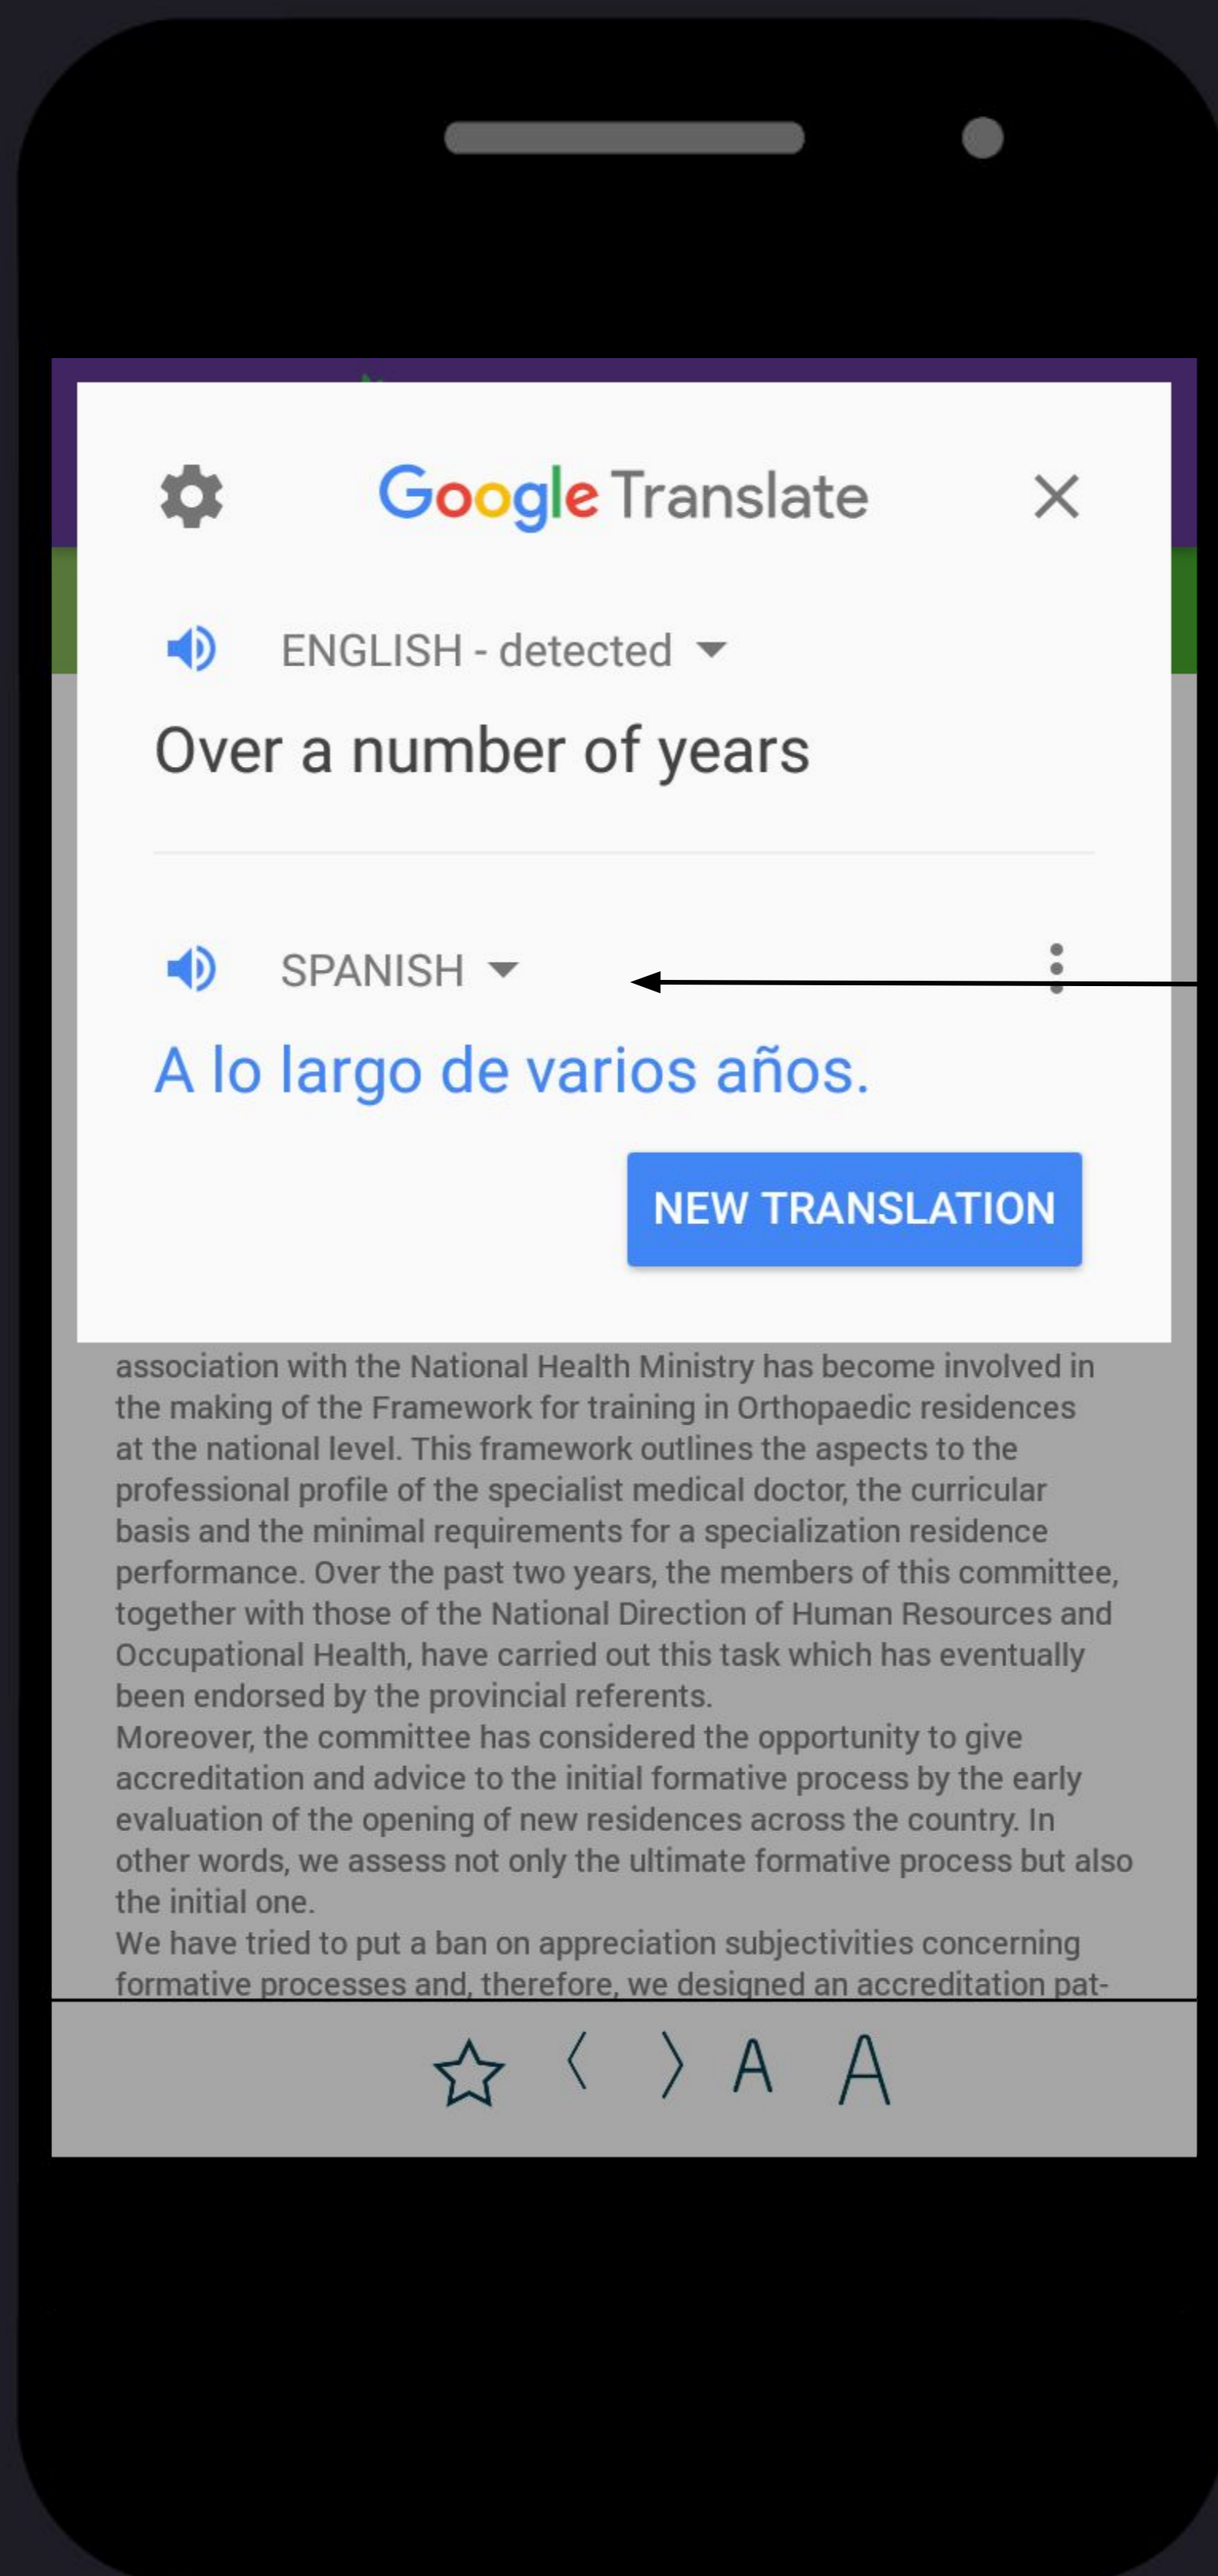 Google Translate
ENGLISH - detected
Over a number of years
SPANISH
A lo largo de varios años.
NEW TRANSLATION
association with the National Health Ministry has become involved in
the making of the Framework for training in Orthopaedic residences
at the national level. This framework outlines the aspects to the
professional profile of the specialist medical doctor, the curricular
basis and the minimal requirements for a specialization residence
performance. Over the past two years, the members of this committee,
together with those of the National Direction of Human Resources and
Occupational Health, have carried out this task which has eventually
been endorsed by the provincial referents.
Moreover, the committee has considered the opportunity to give
accreditation and advice to the initial formative process by the early
evaluation of the opening of new residences across the country. In
other words, we assess not only the ultimate formative process but also
the initial one.
We have tried to put a ban on appreciation subjectivities concerning
formative processes and, therefore, we designed an accreditation pat-
A A